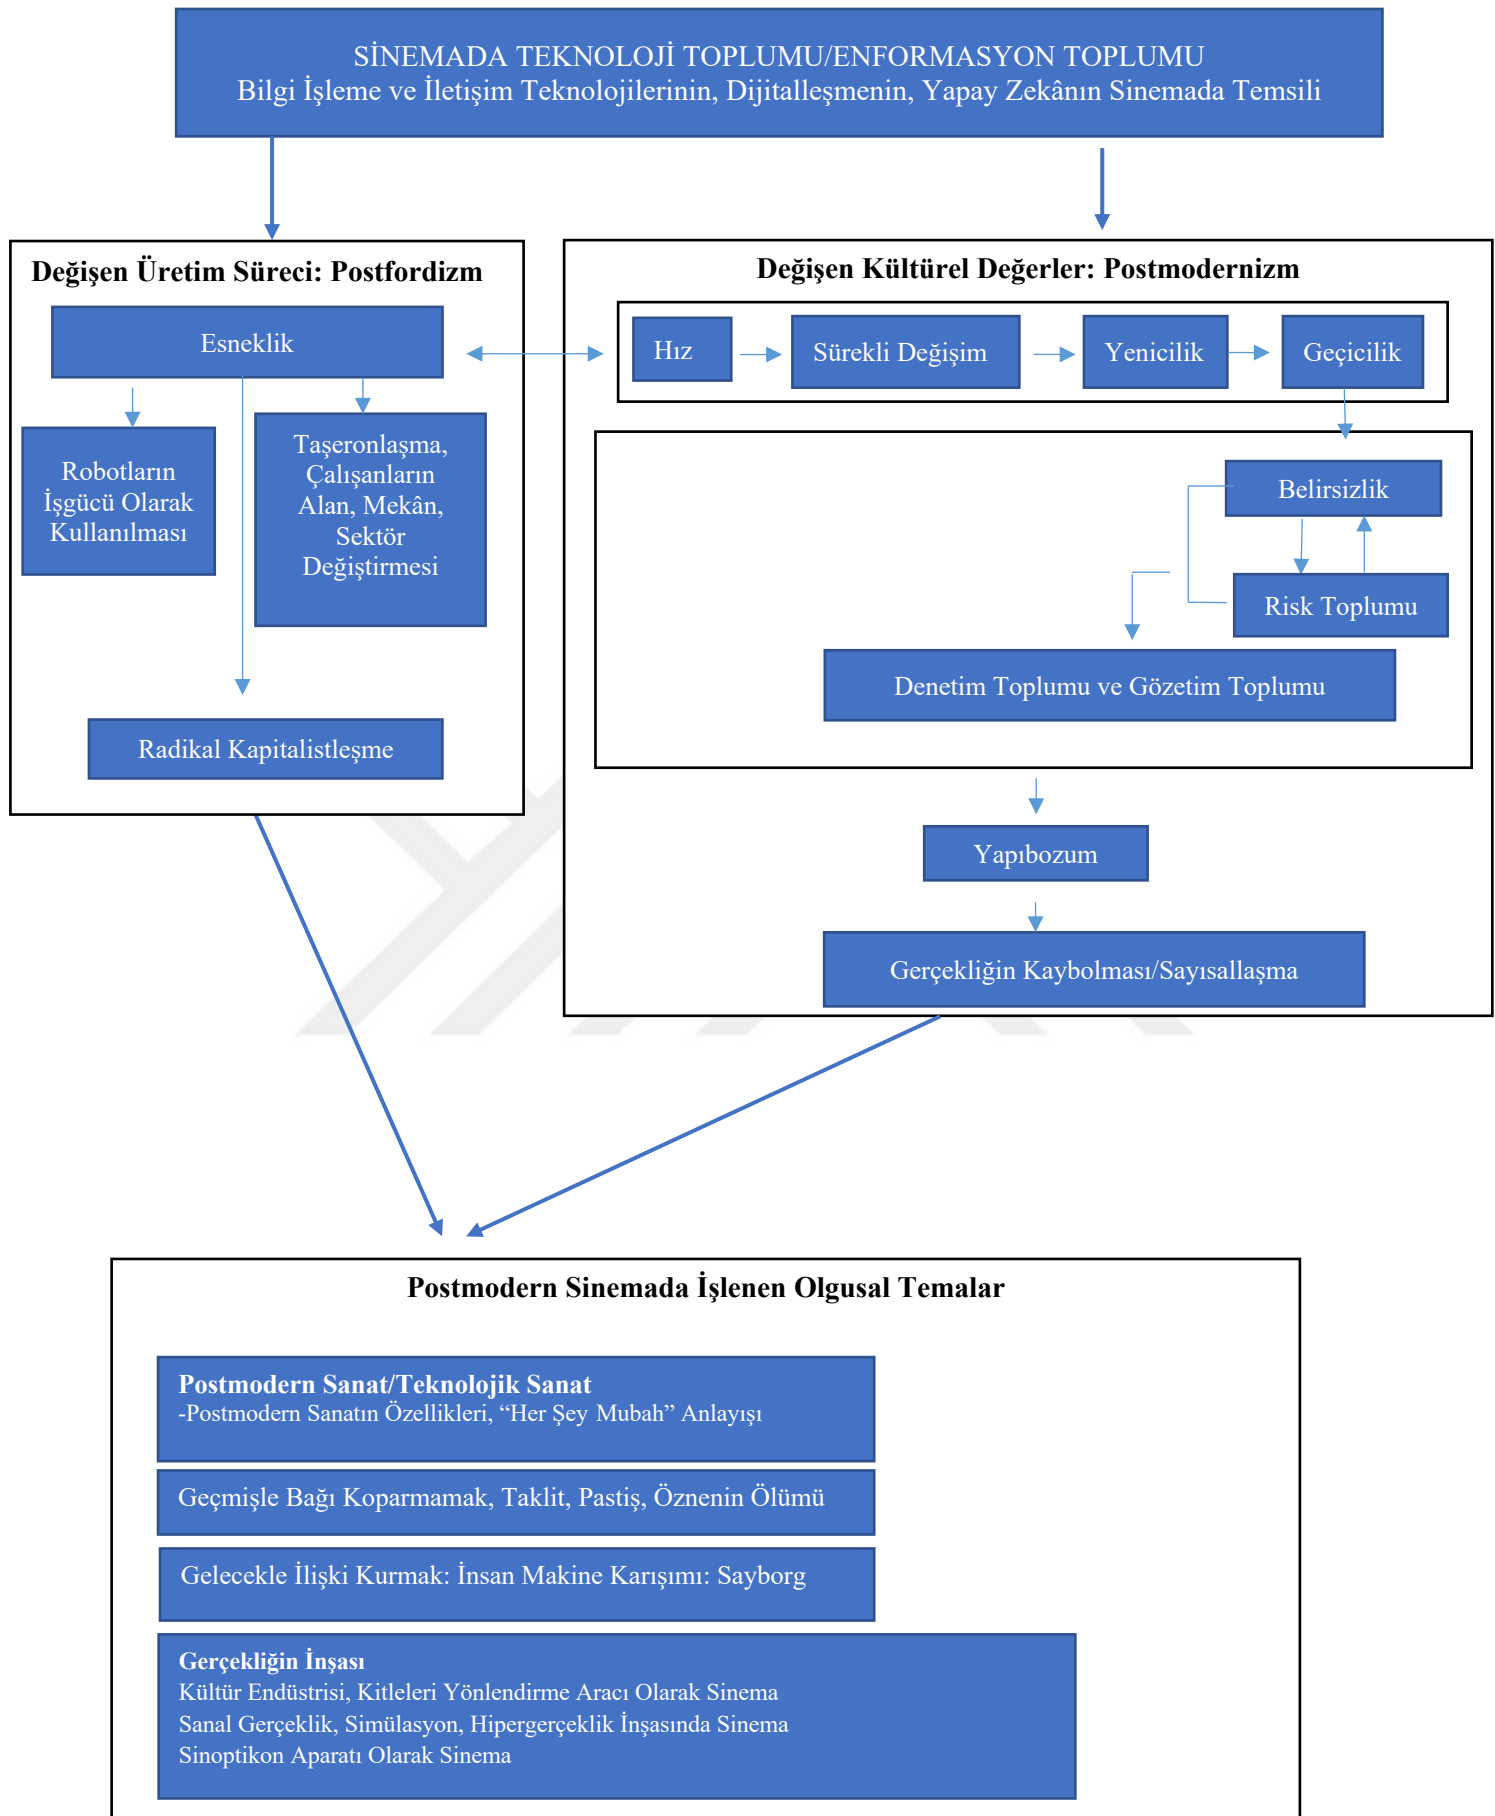 SİNEMADA TEKNOLOJİ TOPLUMU/ENFORMASYON TOPLUMU
Bilgi İşleme ve İletişim Teknolojilerinin, Dijitalleşmenin, Yapay Zekânın Sinemada Temsili
Değişen Üretim Süreci: Postfordizm
Esneklik
Robotların
İşgücü Olarak
Kullanılması
Taşeronlaşma,
Çalışanların
Alan, Mekân,
Sektör
Değiştirmesi
Radikal Kapitalistleşme
Değişen Kültürel Değerler: Postmodernizm
Hız
Sürekli Değişim
Yenicilik
Geçicilik
Belirsizlik
Risk Toplumu
Denetim Toplumu ve Gözetim Toplumu
Yapıbozum
Gerçekliğin Kaybolması/Sayısallaşma
Postmodern Sinemada İşlenen Olgusal Temalar
Postmodern Sanat/Teknolojik Sanat
-Postmodern Sanatın Özellikleri, “Her Şey Mubah” Anlayışı
Geçmişle Bağı Koparmamak, Taklit, Pastiş, Öznenin Ölümü
Gelecekle İlişki Kurmak: İnsan Makine Karışımı: Sayborg
Gerçekliğin İnşası
Kültür Endüstrisi, Kitleleri Yönlendirme Aracı Olarak Sinema
Sanal Gerçeklik, Simülasyon, Hipergerçeklik İnşasında Sinema
Sinoptikon Aparatı Olarak Sinema